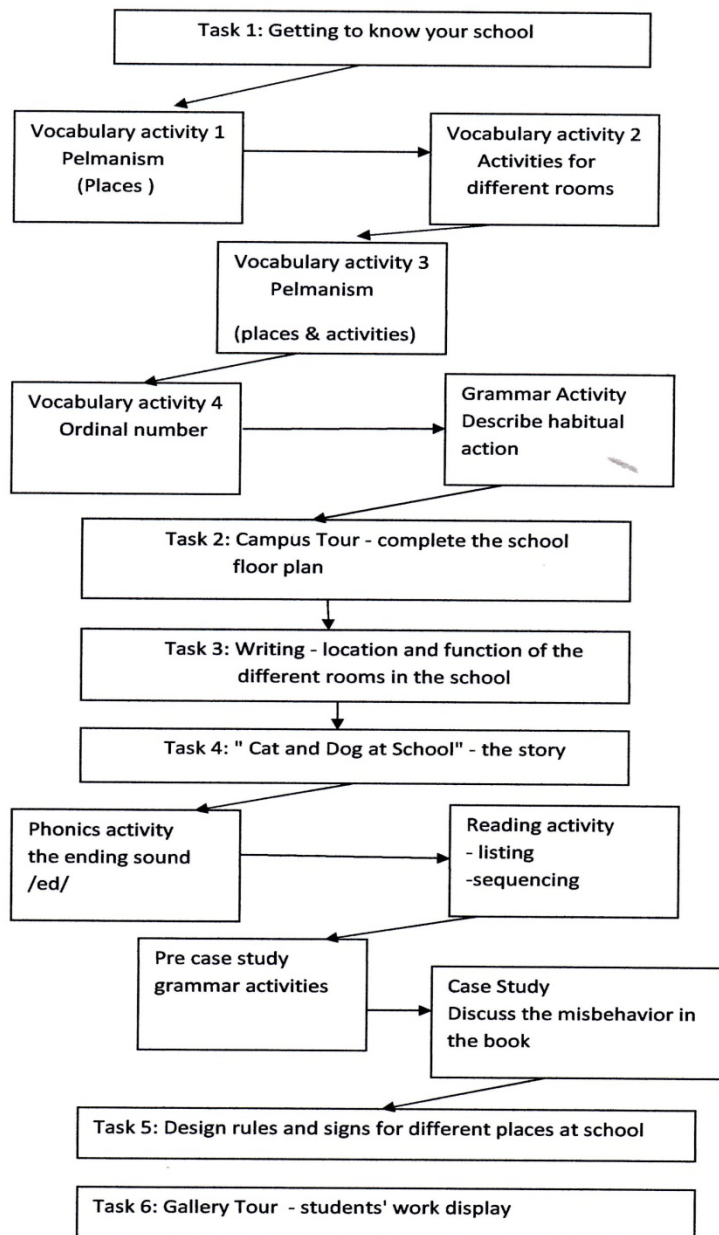 Task 1: Getting to know your school
Vocabulary activity 1
Pelmanism
(Places )
Vocabulary activity 2
Activities for
different rooms
Vocabulary activity 3
Pelmanism
(places & activities)
Vocabulary activity 4
Ordinal number
Grammar Activity
Describe habitual
action
Task 2: Campus Tour - complete the school
floor plan
Task 3: Writing - location and function of the
different rooms in the school
Task 4: " Cat and Dog at School" - the story
Phonics activity
the ending sound
/ed/
Reading activity
- listing
-sequencing
Pre case study
grammar activities
Case Study
Discuss the misbehavior in
the book
Task 5: Design rules and signs for different places at school
Task 6: Gallery Tour - students' work display